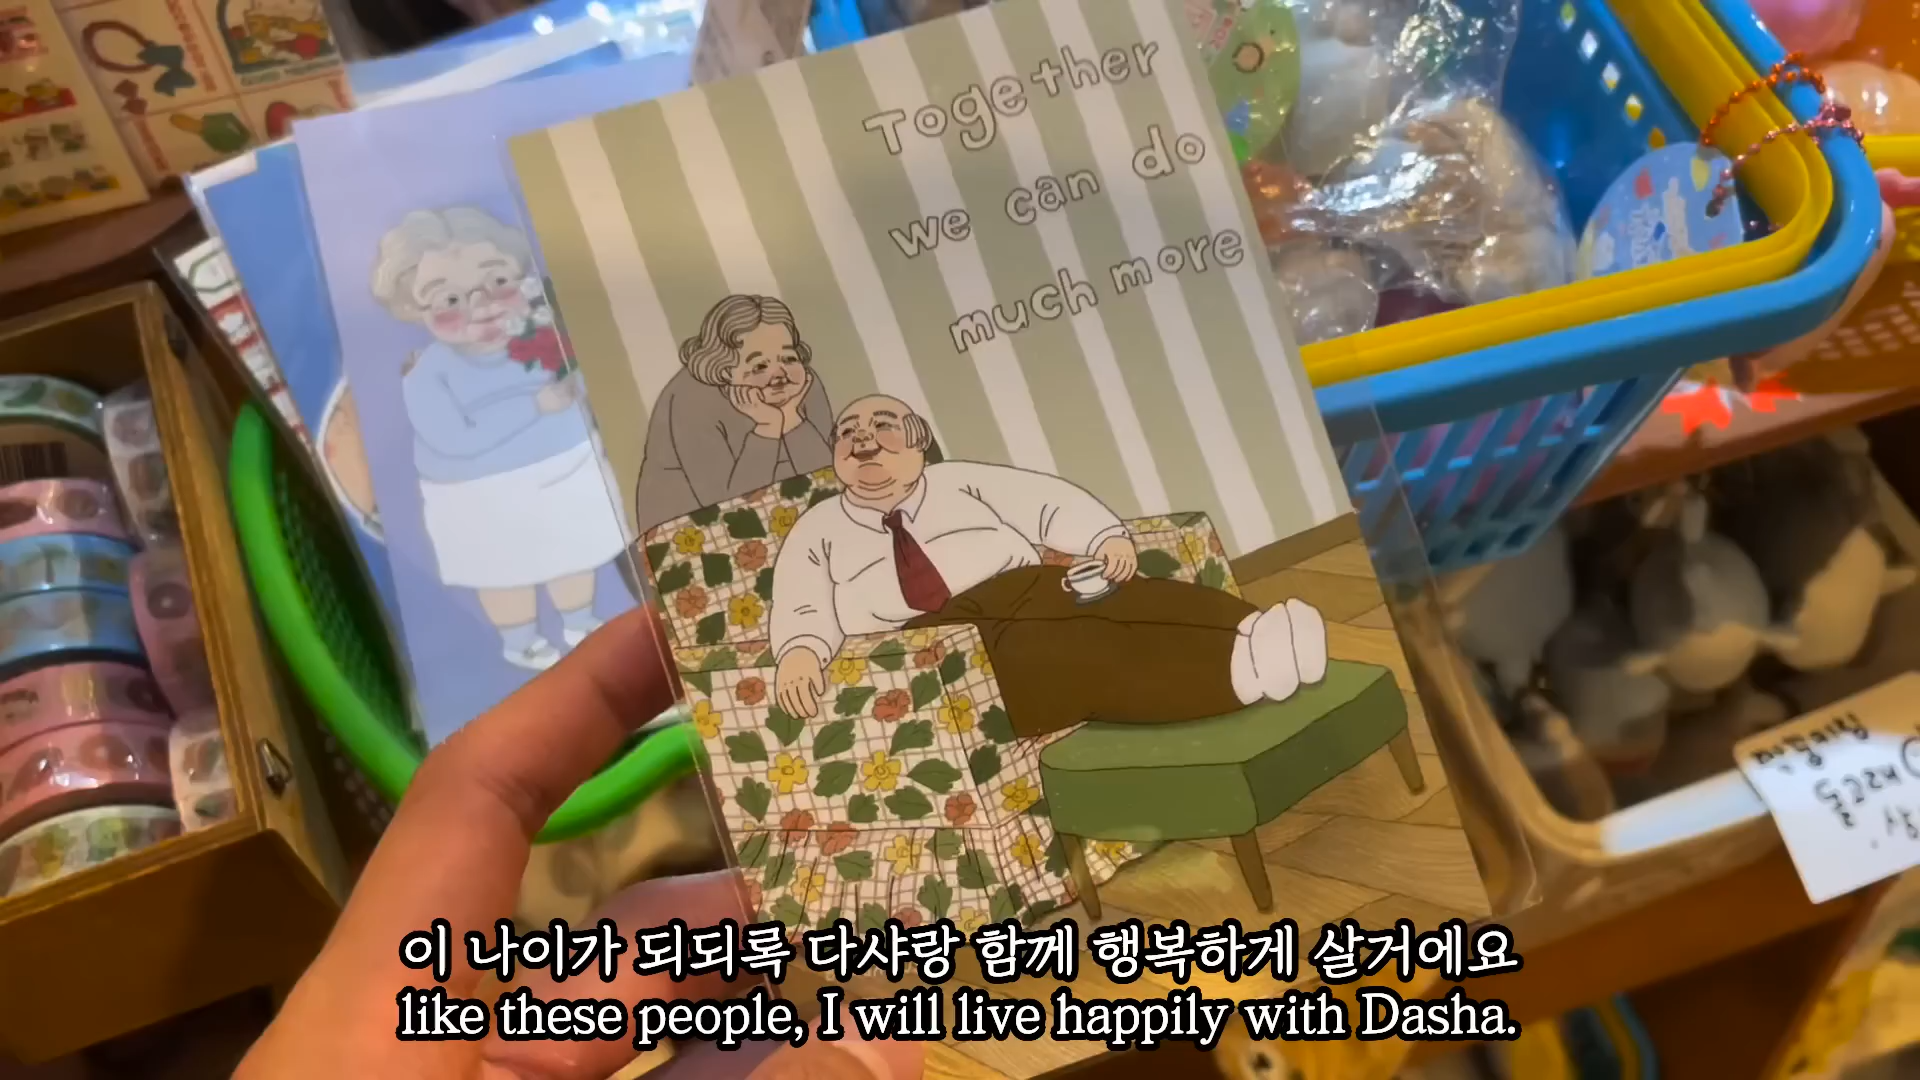 Together
we can do
much more
이 나이가 되되록 다샤랑 함께 행복하게 살거에요
like these people, I will live happily with Dasha.